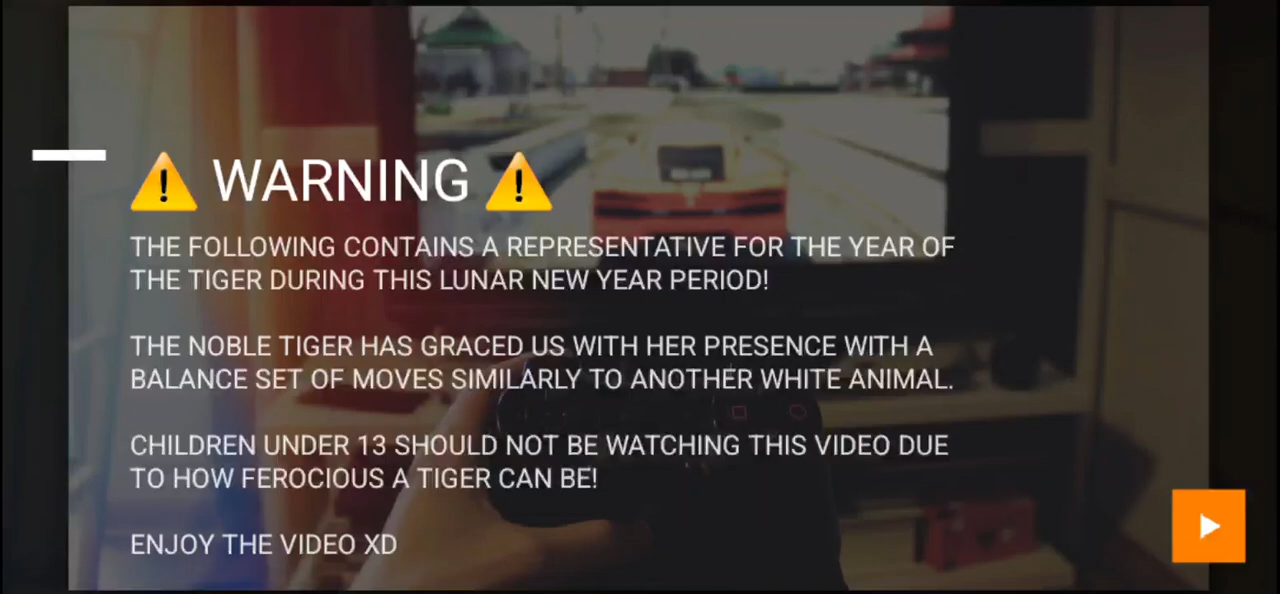 ⚠️ WARNING ⚠️
THE FOLLOWING CONTAINS A REPRESENTATIVE FOR THE YEAR OF
THE TIGER DURING THIS LUNAR NEW YEAR PERIOD!
THE NOBLE TIGER HAS GRACED US WITH HER PRESENCE WITH A
BALANCE SET OF MOVES SIMILARLY TO ANOTHER WHITE ANIMAL.
CHILDREN UNDER 13 SHOULD NOT BE WATCHING THIS VIDEO DUE
TO HOW FEROCIOUS A TIGER CAN BE!
ENJOY THE VIDEO XD